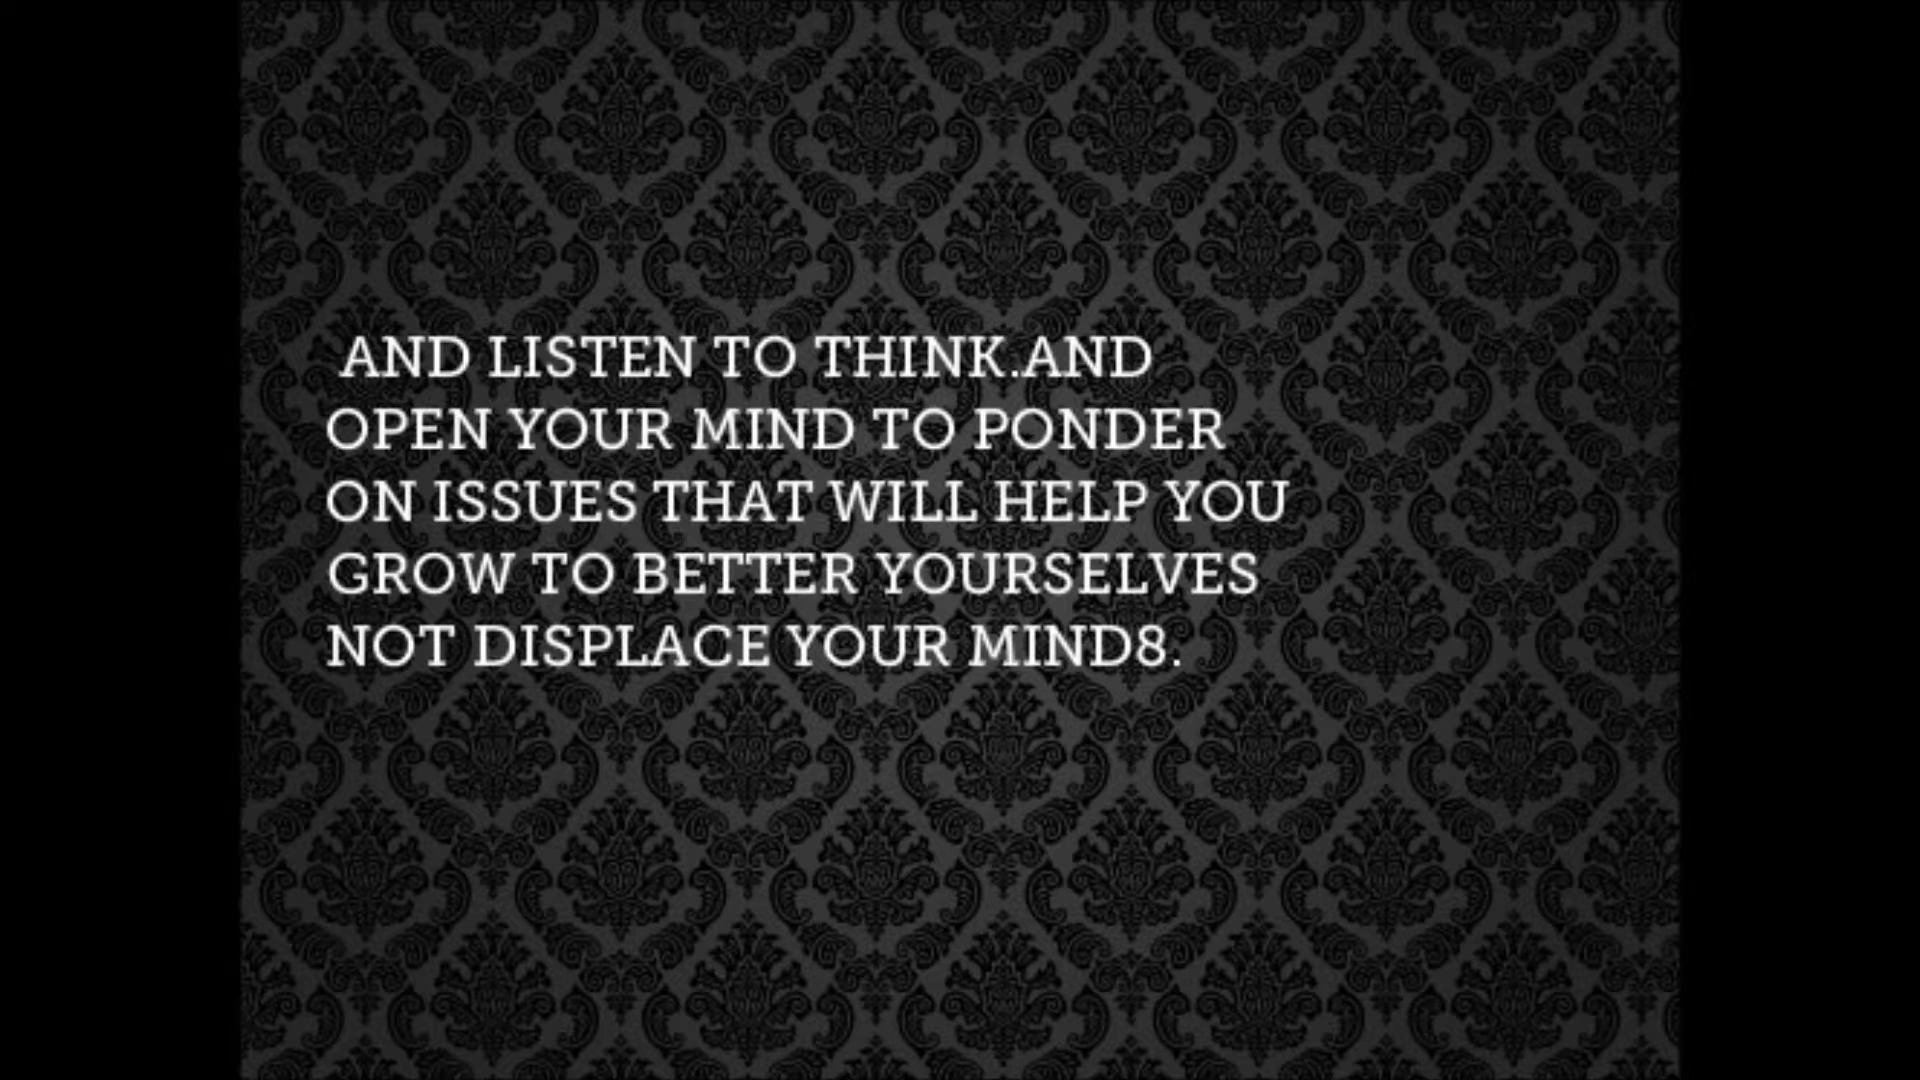 AND LISTEN TO THINK.AND
OPEN YOUR MIND TO PONDER
ON ISSUES THAT WILL HELP YOU
GROW TO BETTER YOURSELVES
NOT DISPLACE YOUR MIND8.